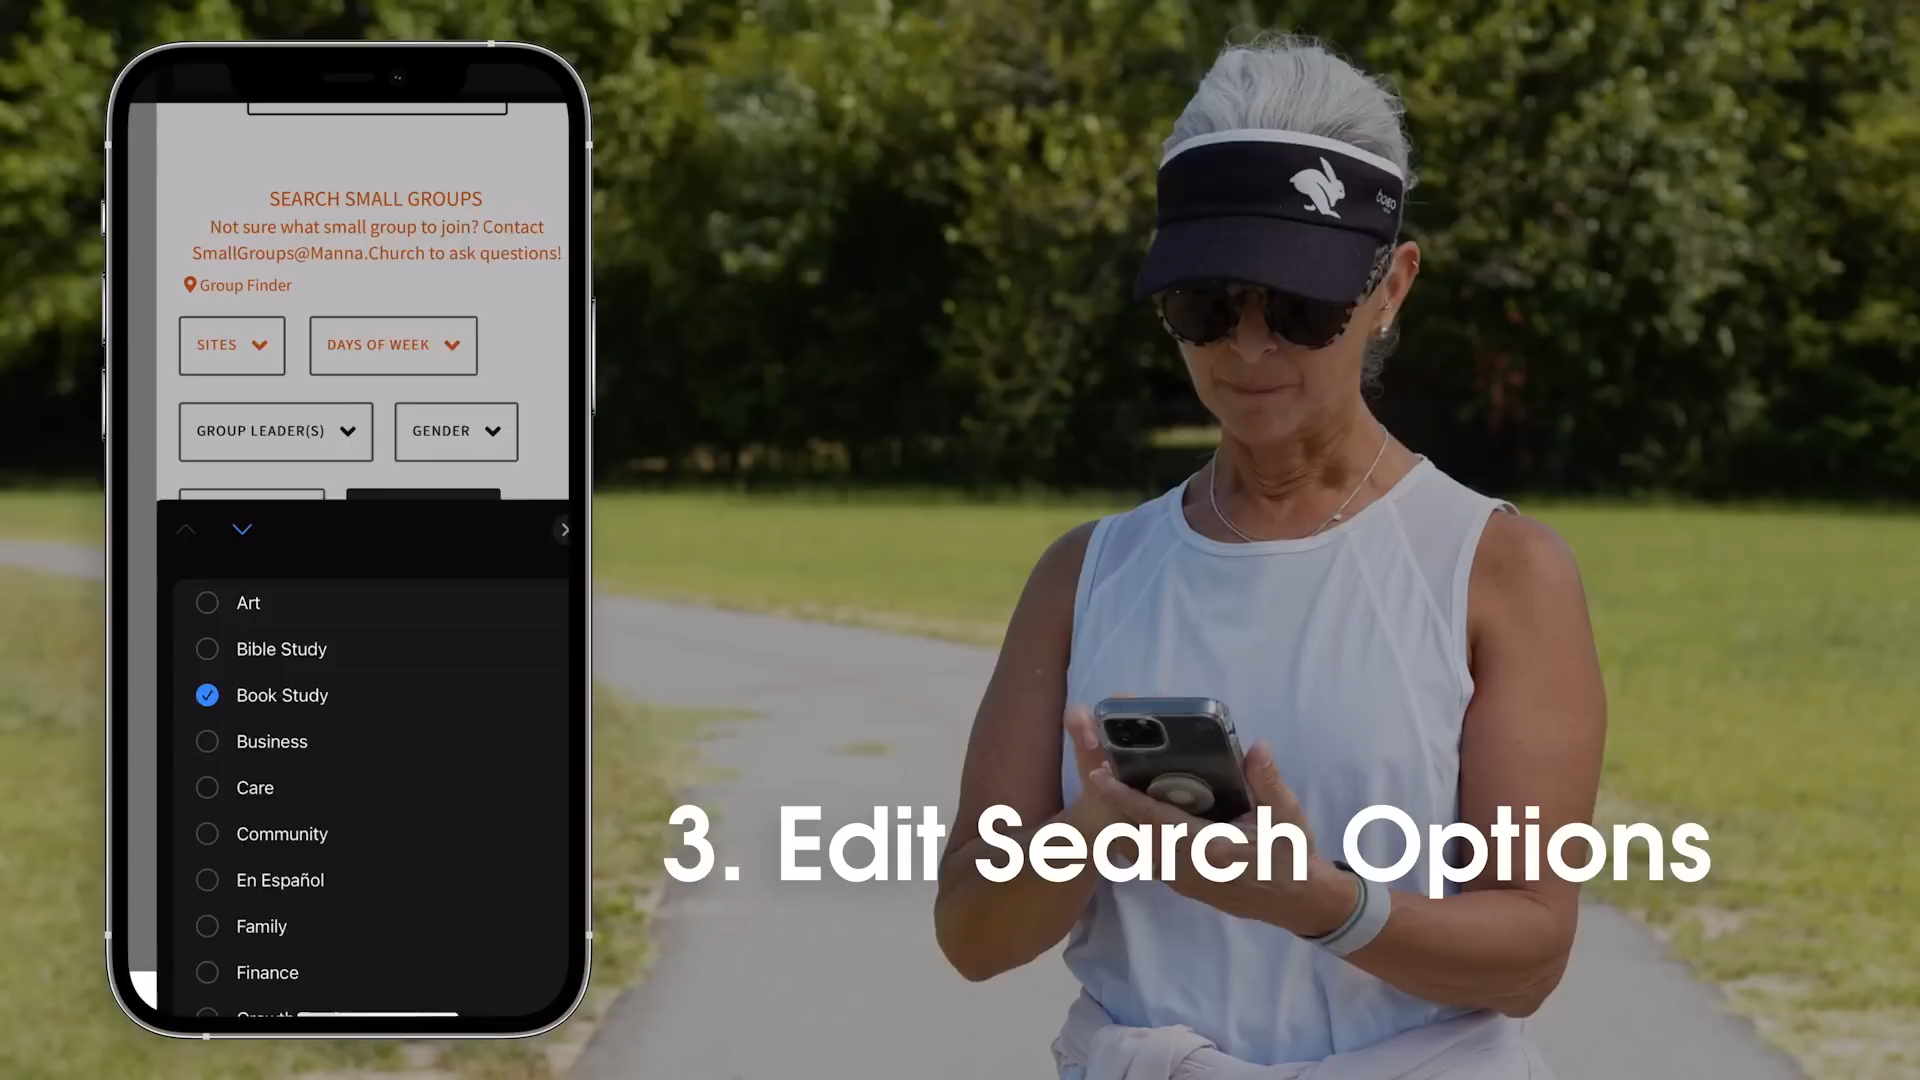 SEARCH SMALL GROUPS
Not sure what small group to join? Contact
SmallGroups@Manna.Church to ask questions!
Group Finder
SITES
DAYS OF WEEK
GROUP LEADER(S)
GENDER
Art
Bible Study
Book Study
Business
Care
Community
En Español
Family
Finance
boco
3. Edit Search Options